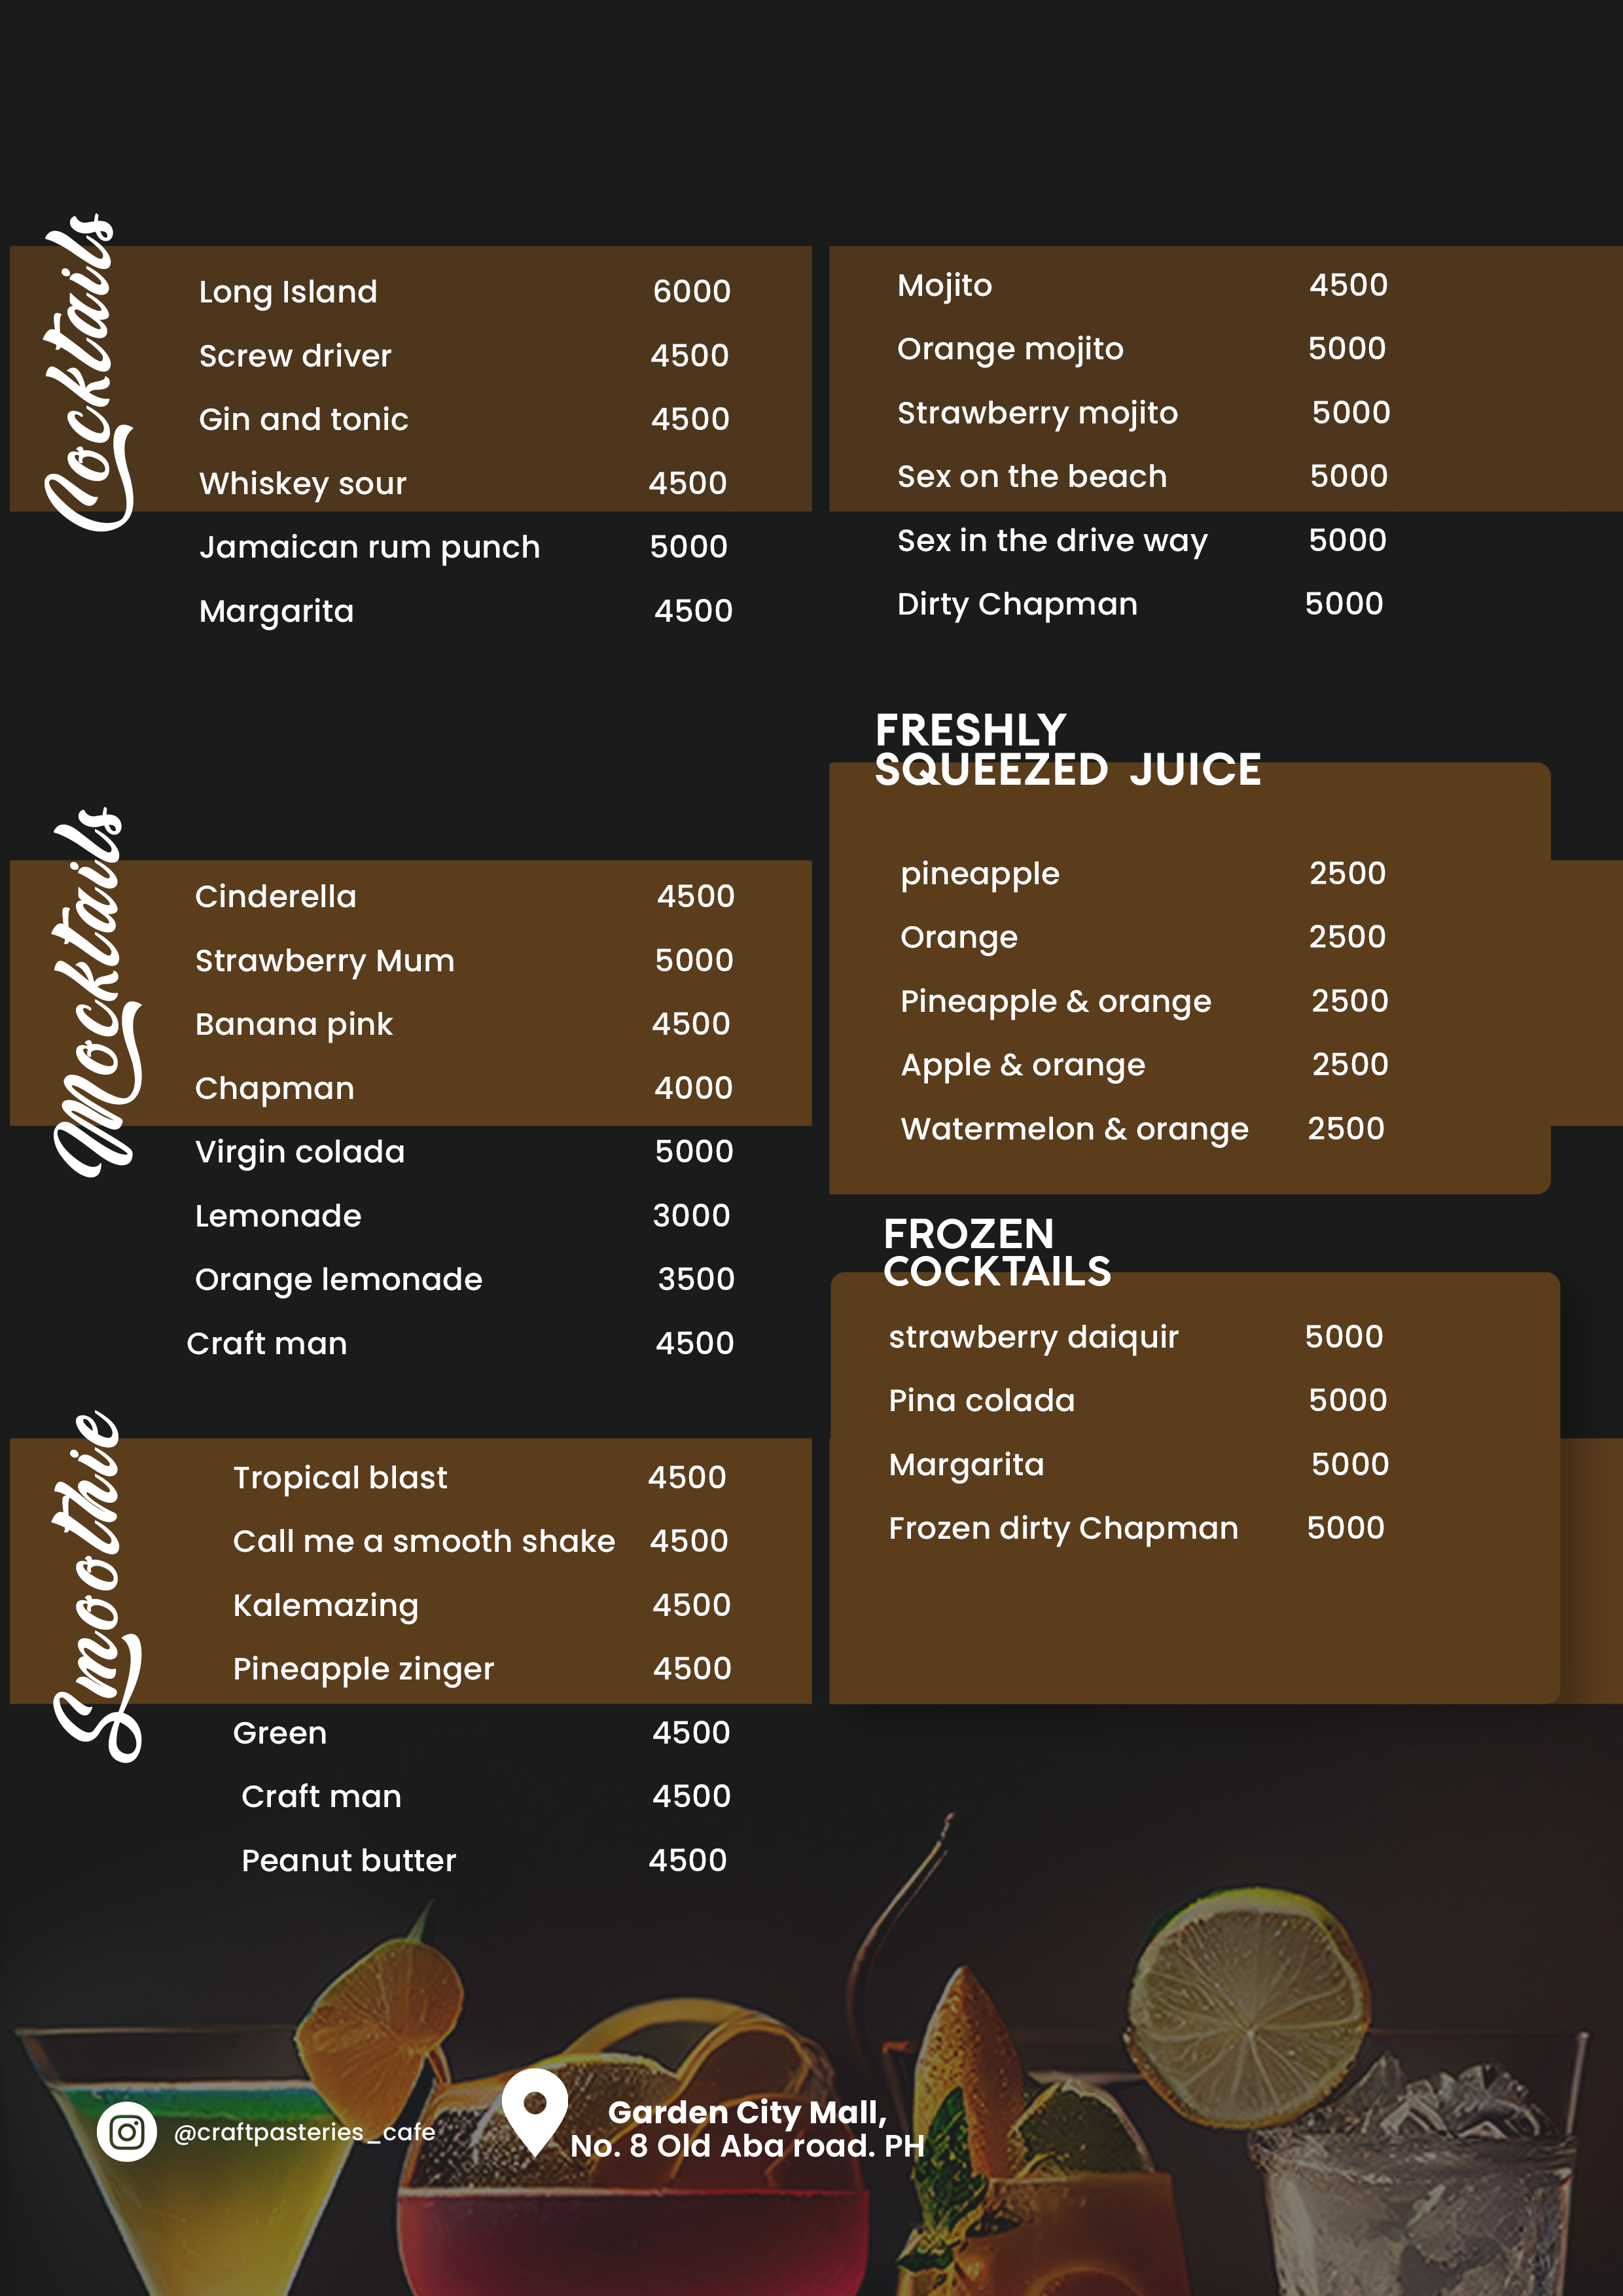 Cocktails
Long Island 6000
Screw driver 4500
Gin and tonic 4500
Whiskey sour 4500
Jamaican rum punch 5000
Margarita 4500
Mojito 4500
Orange mojito 5000
Strawberry mojito 5000
Sex on the beach 5000
Sex in the drive way 5000
Dirty Chapman 5000
Mocktails
Cinderella 4500
Strawberry Mum 5000
Banana pink 4500
Chapman 4000
Virgin colada 5000
Lemonade 3000
Orange lemonade 3500
Craft man 4500
FRESHLY
SQUEEZED JUICE
pineapple 2500
Orange 2500
Pineapple & orange 2500
Apple & orange 2500
Watermelon & orange 2500
FROZEN
COCKTAILS
strawberry daiquir 5000
Pina colada 5000
Margarita 5000
Frozen dirty Chapman 5000
Smoothie
Tropical blast 4500
Call me a smooth shake 4500
Kalemazing 4500
Pineapple zinger 4500
Green 4500
Craft man 4500
Peanut butter 4500
@craftpasteries_cafe
Garden City Mall,
No. 8 Old Aba road. PH